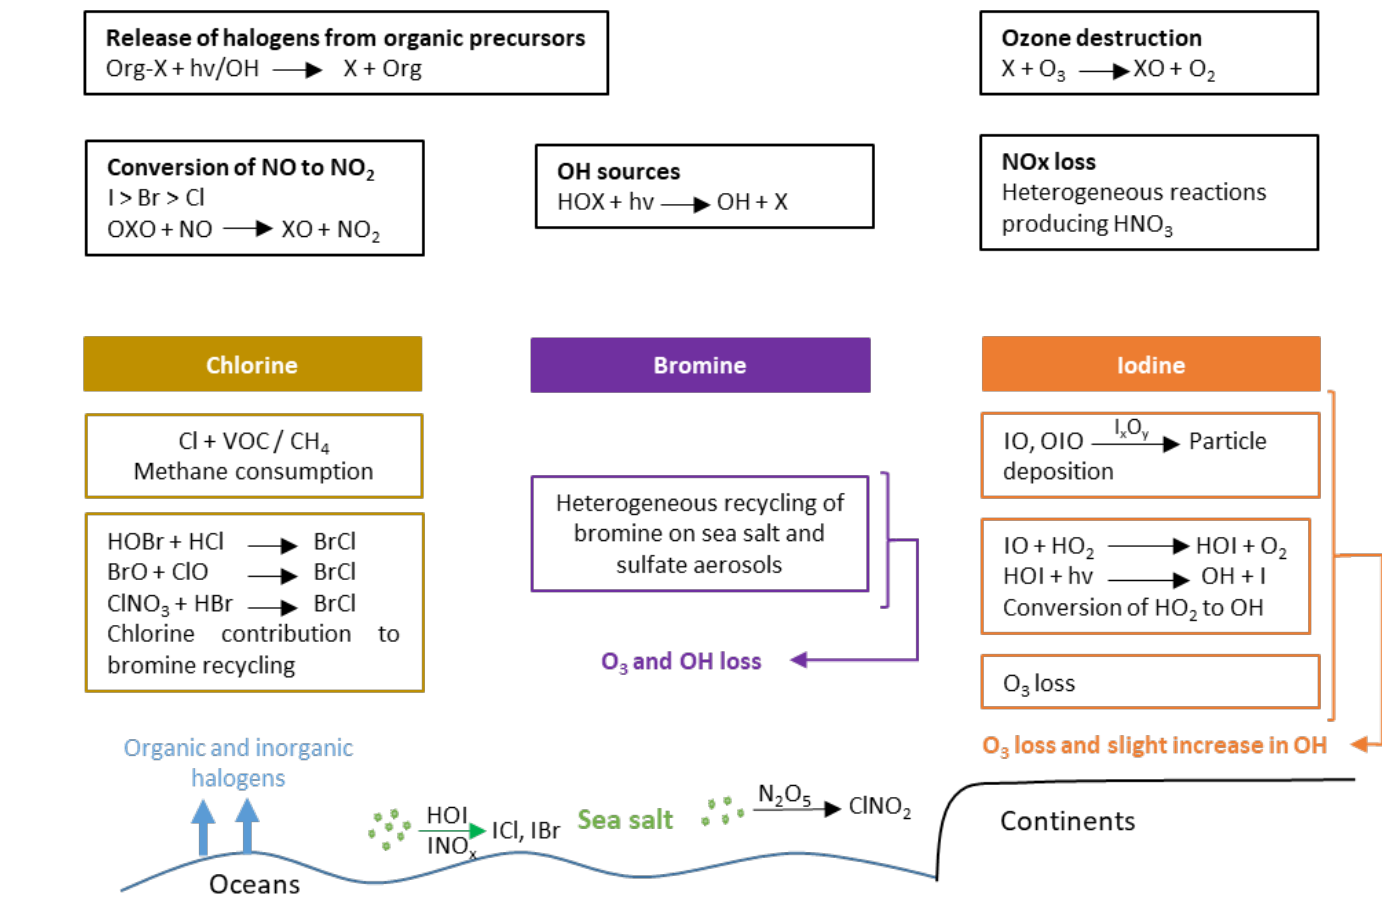 Release of halogens from organic precursors
Org-X + hv/OH ⟶ X + Org
Ozone destruction
X + O₃ ⟶ XO + O₂
Conversion of NO to NO₂
I > Br > Cl
OXO + NO ⟶ XO + NO₂
OH sources
HOX + hv ⟶ OH + X
NOx loss
Heterogeneous reactions
producing HNO₃
Chlorine
Bromine
Iodine
Cl + VOC / CH₄
Methane consumption
HOBr + HCl ⟶ BrCl
BrO + ClO ⟶ BrCl
ClNO₃ + HBr ⟶ BrCl
Chlorine contribution to
bromine recycling
Heterogeneous recycling of
bromine on sea salt and
sulfate aerosols
O₃ and OH loss
IₓOᵧ
IO, OIO ⟶ Particle
deposition
IO + HO₂ ⟶ HOI + O₂
HOI + hv ⟶ OH + I
Conversion of HO₂ to OH
O₃ loss
O₃ loss and slight increase in OH
Organic and inorganic
halogens
HOI
INOₓ
ICl, IBr
Sea salt
N₂O₅
ClNO₂
Oceans
Continents